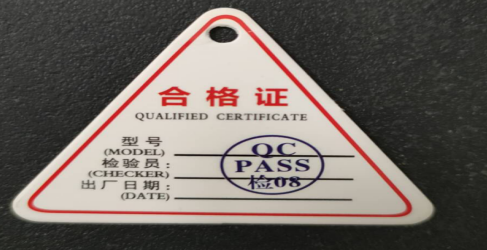 合格证
QUALIFIED CERTIFICATE
型号
(MODEL)
检验员:
(CHECKER)
出厂日期:
(DATE)
QC
PASS
检08